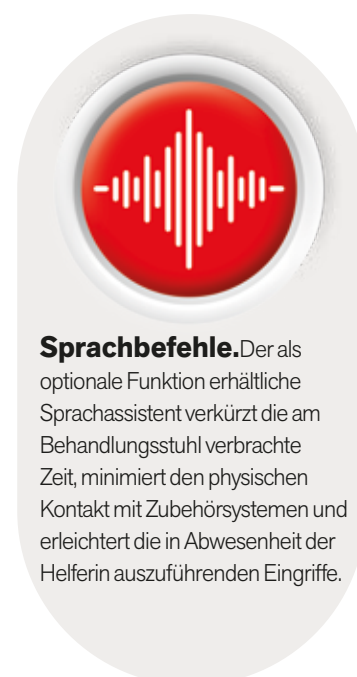 Sprachbefehle. Der als
optionale Funktion erhältliche
Sprachassistent verkürzt die am
Behandlungsstuhl verbrachte
Zeit, minimiert den physischen
Kontakt mit Zubehörsystemen und
erleichtert die in Abwesenheit der
Helferin auszuführenden Eingriffe.